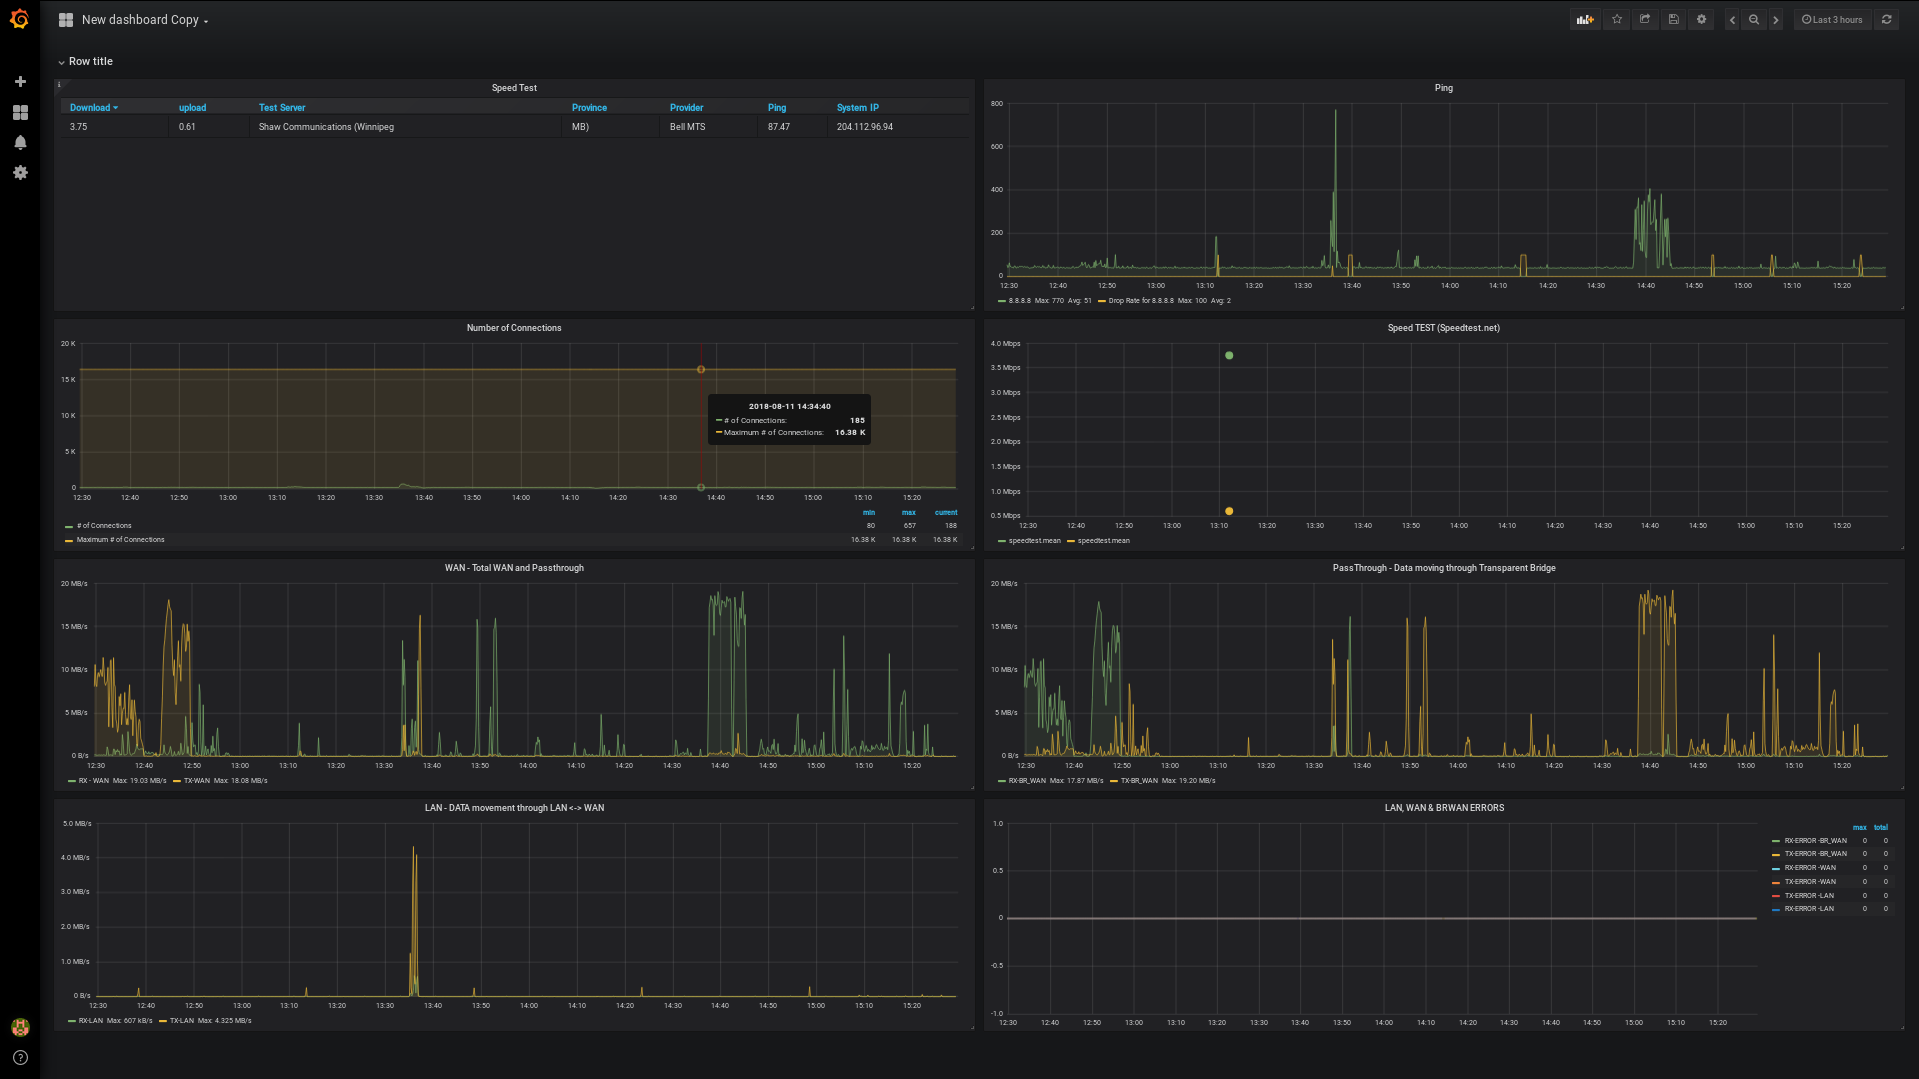 New dashboard Copy
Last 3 hours
Row title
Speed Test
Download upload Test Server Province Provider Ping System IP
3.75 0.61 Shaw Communications (Winnipeg MB) Bell MTS 87.47 204.112.96.94
Ping
800
600
400
200
0
12:30 12:40 12:50 13:00 13:10 13:20 13:30 13:40 13:50 14:00 14:10 14:20 14:30 14:40 14:50 15:00 15:10 15:20
8.8.8.8 Max: 770 Avg: 51 Drop Rate for 8.8.8.8 Max: 100 Avg: 2
Number of Connections
20 K
15 K
10 K
5 K
0
12:30 12:40 12:50 13:00 13:10 13:20 13:30 13:40 13:50 14:00 14:10 14:20 14:30 14:40 14:50 15:00 15:10 15:20
2018-08-11 14:34:40
# of Connections: 185
Maximum # of Connections: 16.38 K
min max current
# of Connections 80 657 188
Maximum # of Connections 16.38 K 16.38 K 16.38 K
Speed TEST (Speedtest.net)
4.0 Mbps
3.5 Mbps
3.0 Mbps
2.5 Mbps
2.0 Mbps
1.5 Mbps
1.0 Mbps
0.5 Mbps
12:30 12:40 12:50 13:00 13:10 13:20 13:30 13:40 13:50 14:00 14:10 14:20 14:30 14:40 14:50 15:00 15:10 15:20
speedtest.mean speedtest.mean
WAN - Total WAN and Passthrough
20 MB/s
15 MB/s
10 MB/s
5 MB/s
0 B/s
12:30 12:40 12:50 13:00 13:10 13:20 13:30 13:40 13:50 14:00 14:10 14:20 14:30 14:40 14:50 15:00 15:10 15:20
RX - WAN Max: 19.03 MB/s TX-WAN Max: 18.08 MB/s
PassThrough - Data moving through Transparent Bridge
20 MB/s
15 MB/s
10 MB/s
5 MB/s
0 B/s
12:30 12:40 12:50 13:00 13:10 13:20 13:30 13:40 13:50 14:00 14:10 14:20 14:30 14:40 14:50 15:00 15:10 15:20
RX-BR_WAN Max: 17.87 MB/s TX-BR_WAN Max: 19.20 MB/s
LAN - DATA movement through LAN <-> WAN
5.0 MB/s
4.0 MB/s
3.0 MB/s
2.0 MB/s
1.0 MB/s
0 B/s
12:30 12:40 12:50 13:00 13:10 13:20 13:30 13:40 13:50 14:00 14:10 14:20 14:30 14:40 14:50 15:00 15:10 15:20
RX-LAN Max: 607 kB/s TX-LAN Max: 4.325 MB/s
LAN, WAN & BRWAN ERRORS
1.0
0.5
0
-0.5
-1.0
12:30 12:40 12:50 13:00 13:10 13:20 13:30 13:40 13:50 14:00 14:10 14:20 14:30 14:40 14:50 15:00 15:10 15:20
max total
RX-ERROR -BR_WAN 0 0
TX-ERROR -BR_WAN 0 0
RX-ERROR -WAN 0 0
TX-ERROR -WAN 0 0
TX-ERROR -LAN 0 0
RX-ERROR -LAN 0 0